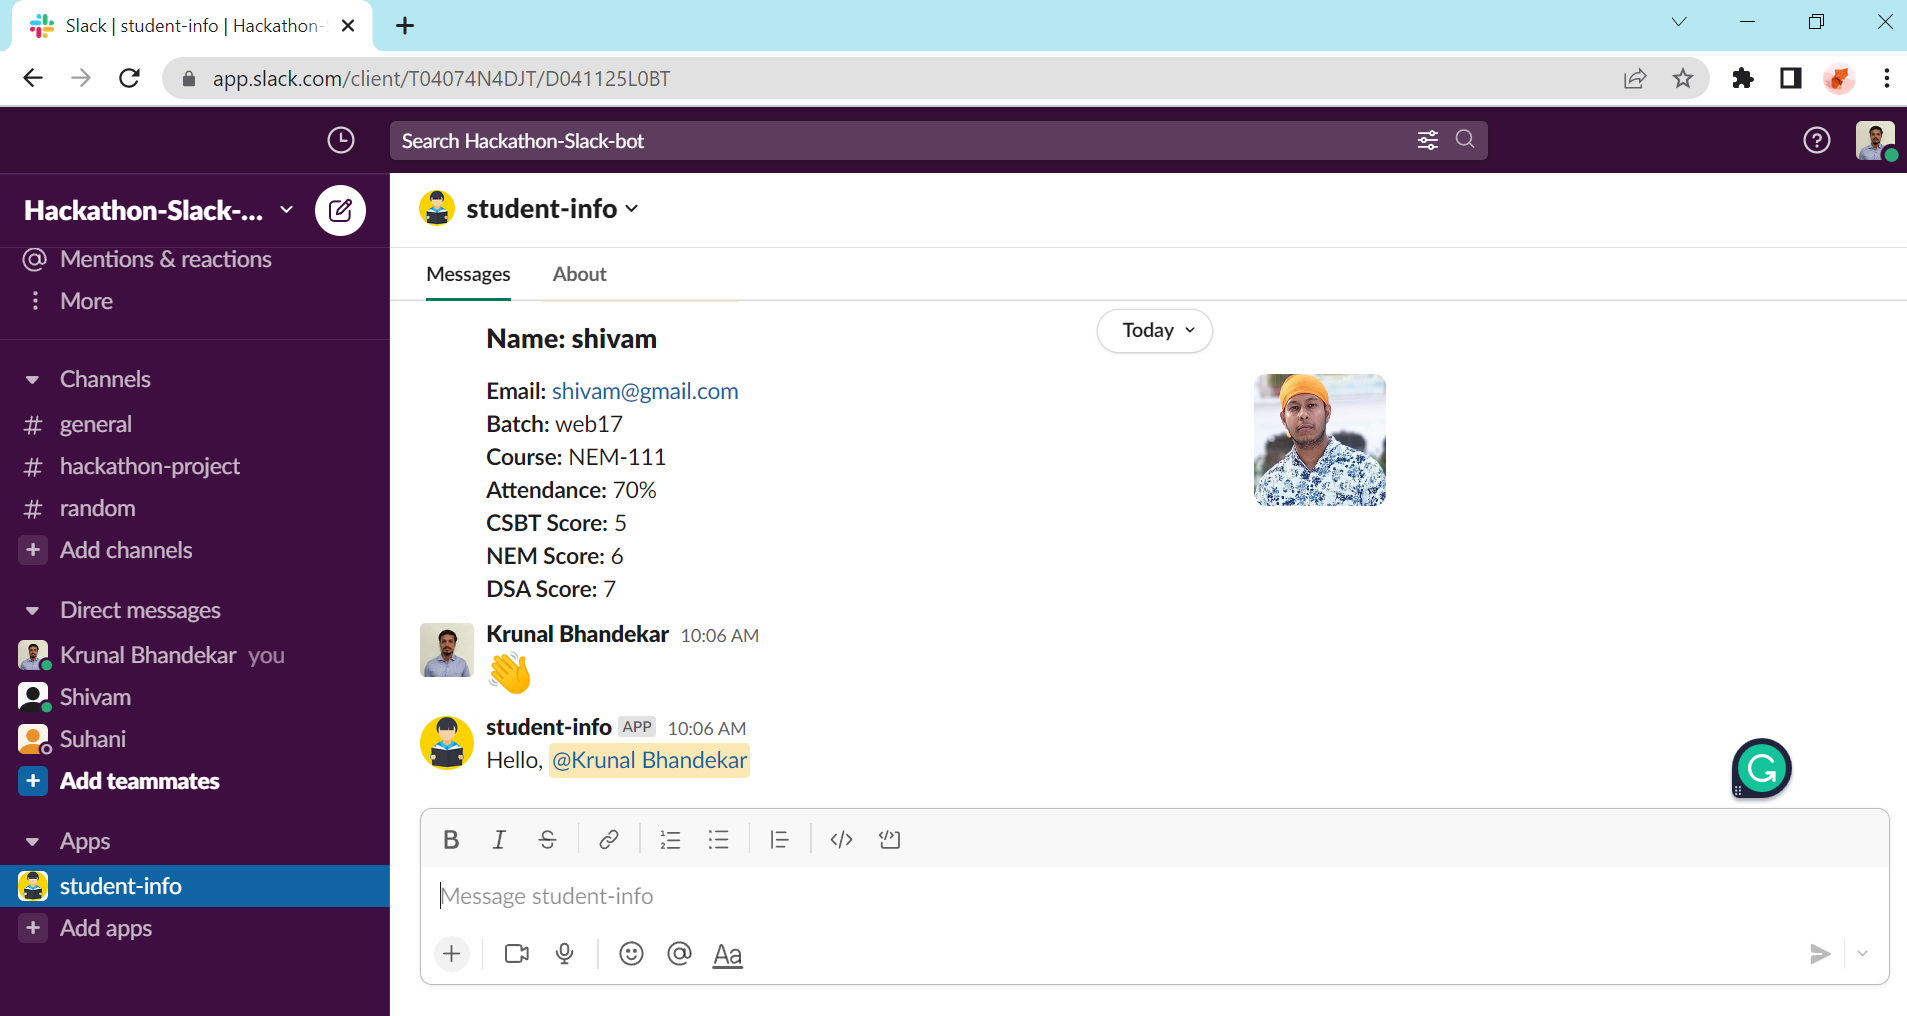 Slack | student-info | Hackathon-
app.slack.com/client/T04074N4DJT/D041125L0BT
Search Hackathon-Slack-bot
Hackathon-Slack-...
Mentions & reactions
More
Channels
# general
# hackathon-project
# random
+ Add channels
Direct messages
Krunal Bhandekar you
Shivam
Suhani
+ Add teammates
Apps
student-info
+ Add apps
student-info
Messages About
Today
Name: shivam
Email: shivam@gmail.com
Batch: web17
Course: NEM-111
Attendance: 70%
CSBT Score: 5
NEM Score: 6
DSA Score: 7
Krunal Bhandekar 10:06 AM
👋
student-info APP 10:06 AM
Hello, @Krunal Bhandekar
Message student-info
Aa